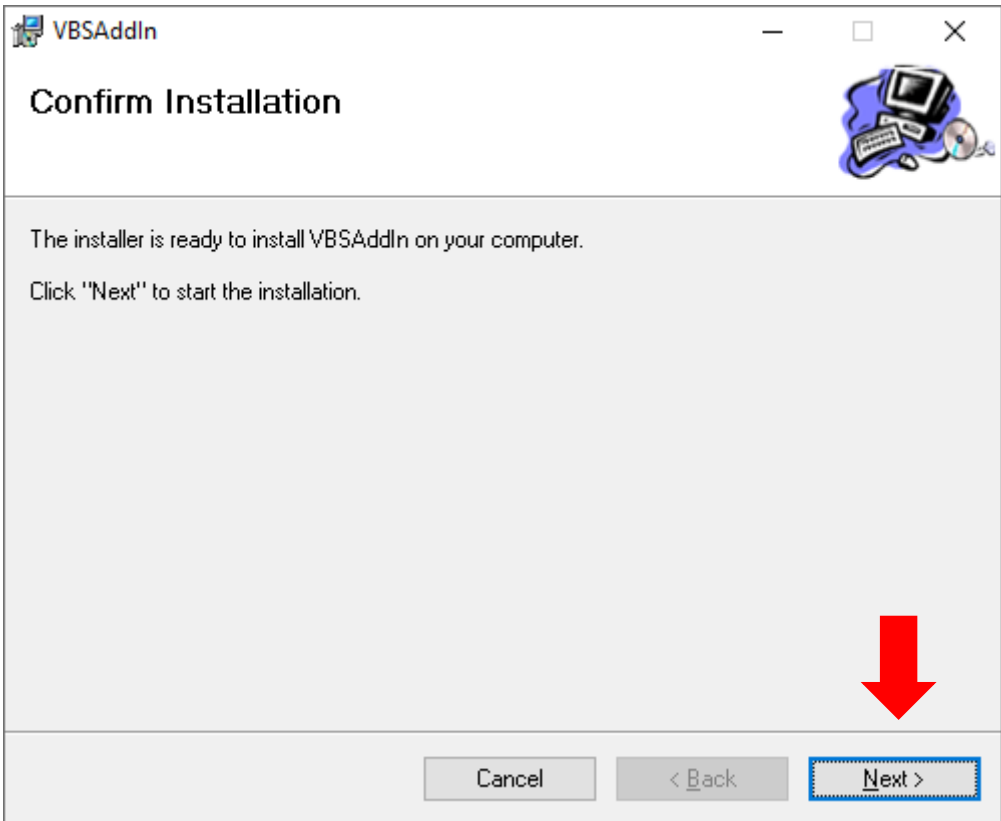 VBSAddIn
Confirm Installation
The installer is ready to install VBSAddIn on your computer.
Click "Next" to start the installation.
Cancel
< Back
Next >